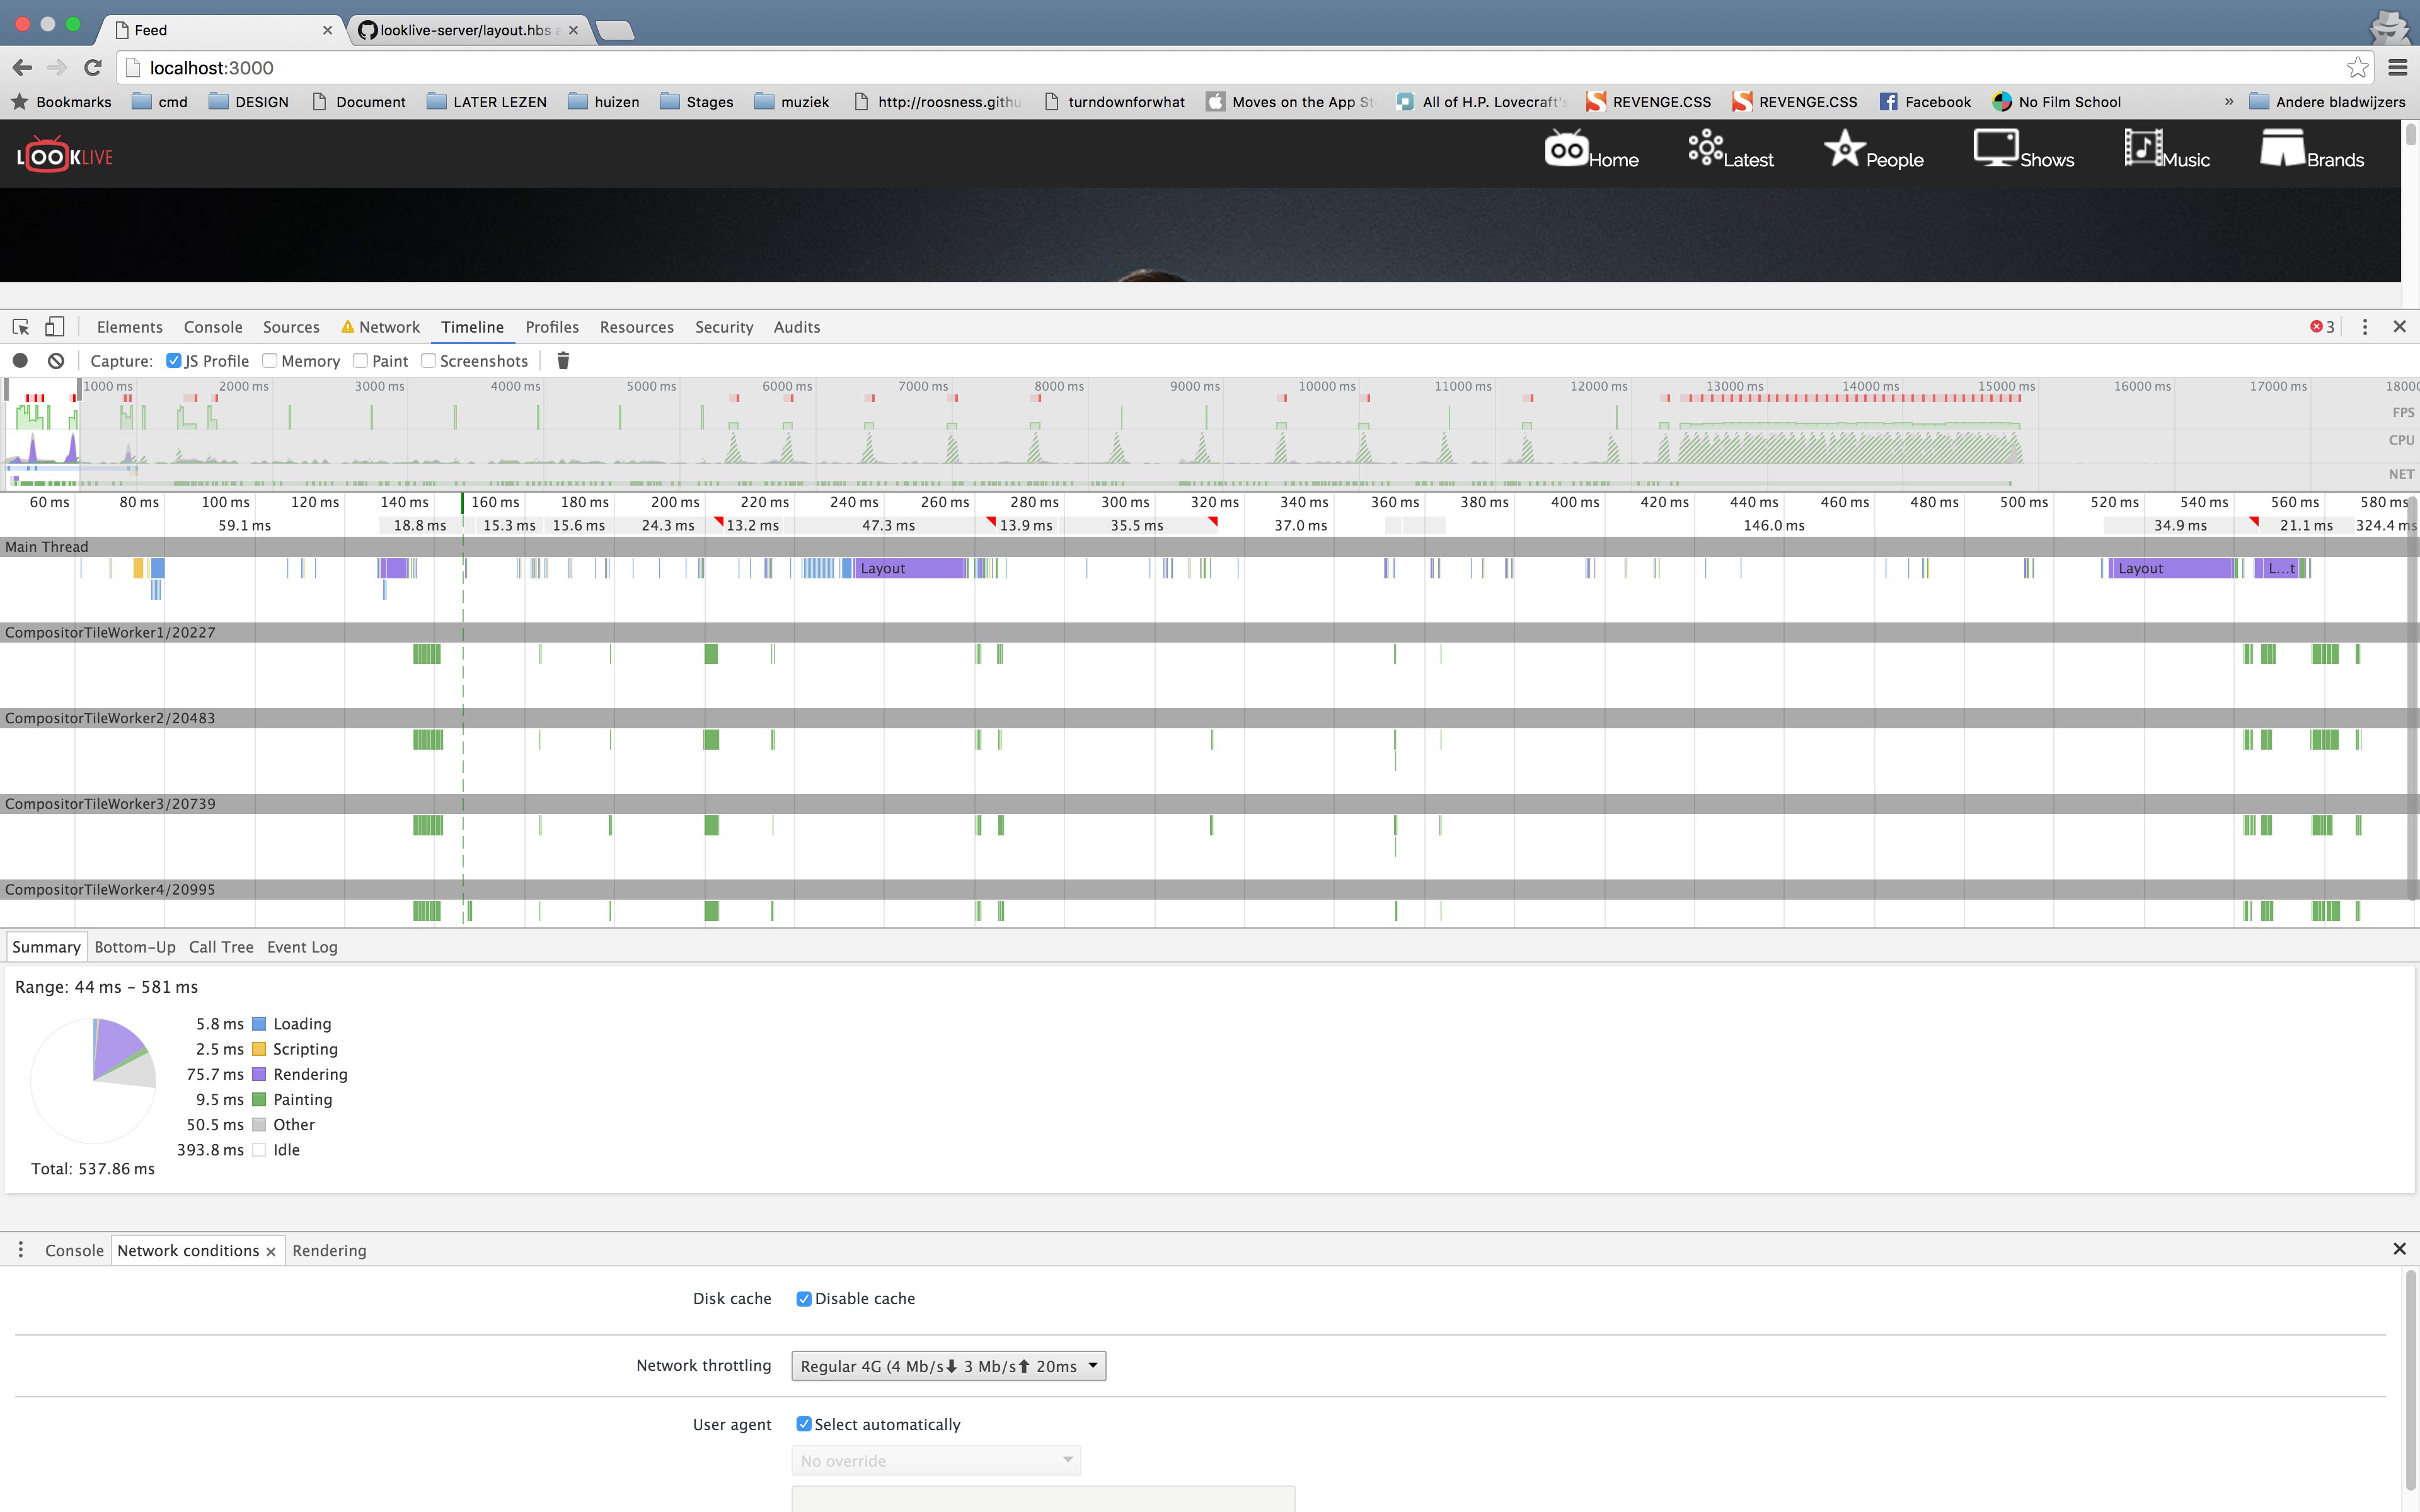 Feed
looklive-server/layout.hbs
localhost:3000
Bookmarks cmd DESIGN Document LATER LEZEN huizen Stages muziek http://roosness.githu turndownforwhat Moves on the App St All of H.P. Lovecraft's REVENGE.CSS REVENGE.CSS Facebook No Film School » Andere bladwijzers
LOOKLIVE Home Latest People Shows Music Brands
Elements Console Sources Network Timeline Profiles Resources Security Audits 3
Capture: JS Profile Memory Paint Screenshots
1000 ms 2000 ms 3000 ms 4000 ms 5000 ms 6000 ms 7000 ms 8000 ms 9000 ms 10000 ms 11000 ms 12000 ms 13000 ms 14000 ms 15000 ms 16000 ms 17000 ms 18000
FPS
CPU
NET
60 ms 80 ms 100 ms 120 ms 140 ms 160 ms 180 ms 200 ms 220 ms 240 ms 260 ms 280 ms 300 ms 320 ms 340 ms 360 ms 380 ms 400 ms 420 ms 440 ms 460 ms 480 ms 500 ms 520 ms 540 ms 560 ms 580 ms
59.1 ms 18.8 ms 15.3 ms 15.6 ms 24.3 ms 13.2 ms 47.3 ms 13.9 ms 35.5 ms 37.0 ms 146.0 ms 34.9 ms 21.1 ms 324.4 ms
Main Thread
Layout Layout L...t
CompositorTileWorker1/20227
CompositorTileWorker2/20483
CompositorTileWorker3/20739
CompositorTileWorker4/20995
Summary Bottom-Up Call Tree Event Log
Range: 44 ms – 581 ms
5.8 ms Loading
2.5 ms Scripting
75.7 ms Rendering
9.5 ms Painting
50.5 ms Other
393.8 ms Idle
Total: 537.86 ms
Console Network conditions × Rendering
Disk cache Disable cache
Network throttling Regular 4G (4 Mb/s⬇ 3 Mb/s⬆ 20ms
User agent Select automatically
No override